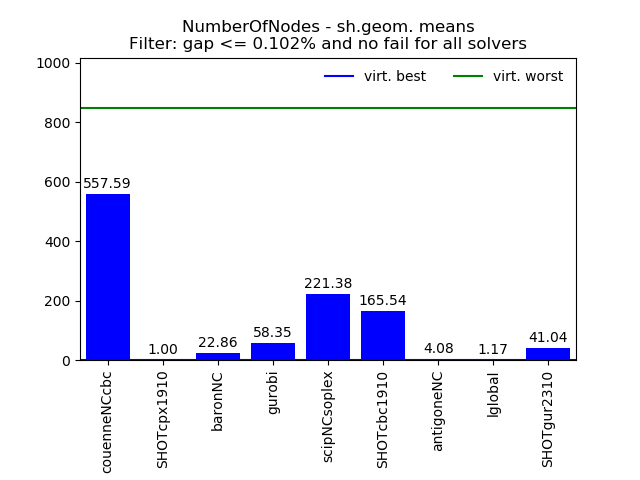 NumberOfNodes - sh.geom. means
Filter: gap <= 0.102% and no fail for all solvers
virt. best
virt. worst
1000
800
600
400
200
0
557.59
1.00
22.86
58.35
221.38
165.54
4.08
1.17
41.04
couenneNCcbc
SHOTcpx1910
baronNC
gurobi
scipNCsoplex
SHOTcbc1910
antigoneNC
lglobal
SHOTgur2310